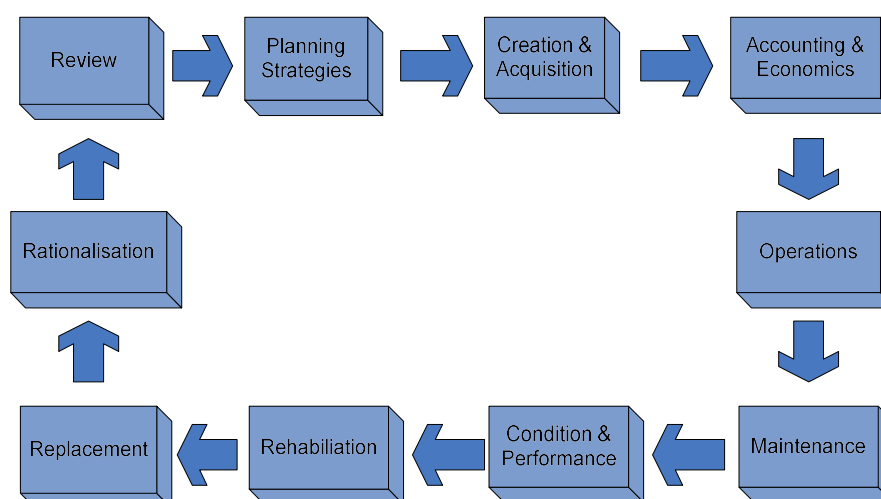 Review
Planning
Strategies
Creation &
Acquisition
Accounting &
Economics
Rationalisation
Operations
Replacement
Rehabiliation
Condition &
Performance
Maintenance